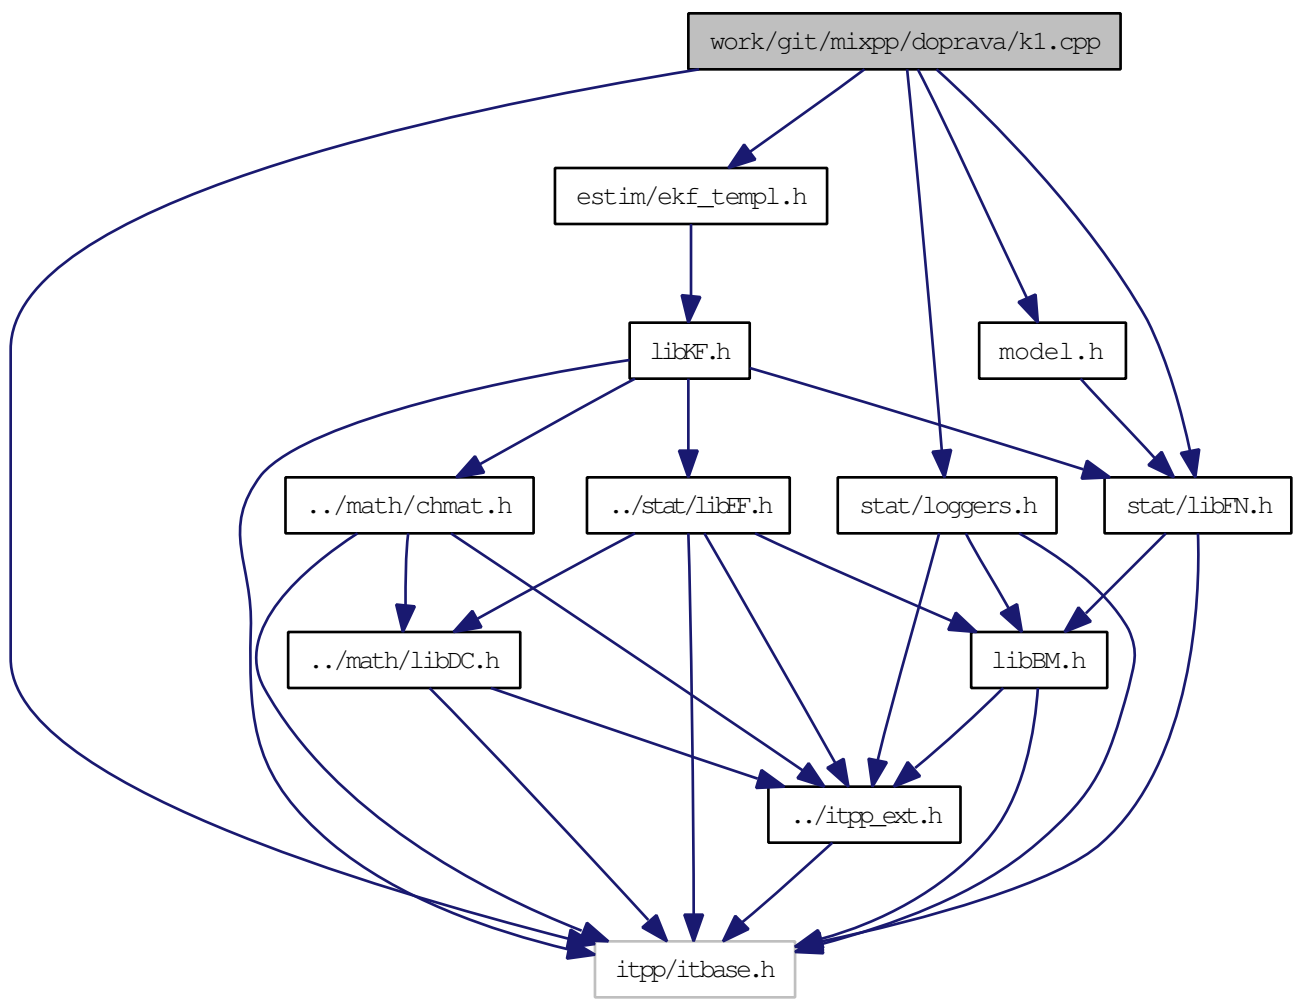 work/git/mixpp/doprava/k1.cpp
estim/ekf_templ.h
libKF.h
model.h
../math/chmat.h
../stat/libEF.h
stat/loggers.h
stat/libFN.h
../math/libDC.h
libBM.h
../itpp_ext.h
itpp/itbase.h